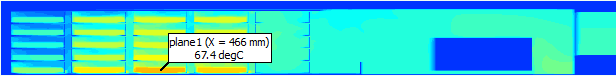 plane1 (X = 466 mm)
67.4 degC